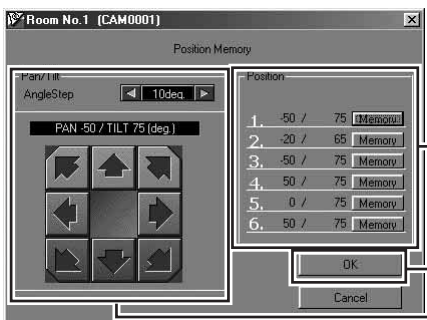 Room No.1 (CAM0001)
Position Memory
Pan/Tilt
AngleStep 10deg.
PAN -50 / TILT 75 (deg.)
Position
1. -50 / 75 Memory
2. -20 / 65 Memory
3. -50 / 75 Memory
4. 50 / 75 Memory
5. 0 / 75 Memory
6. 50 / 75 Memory
OK
Cancel